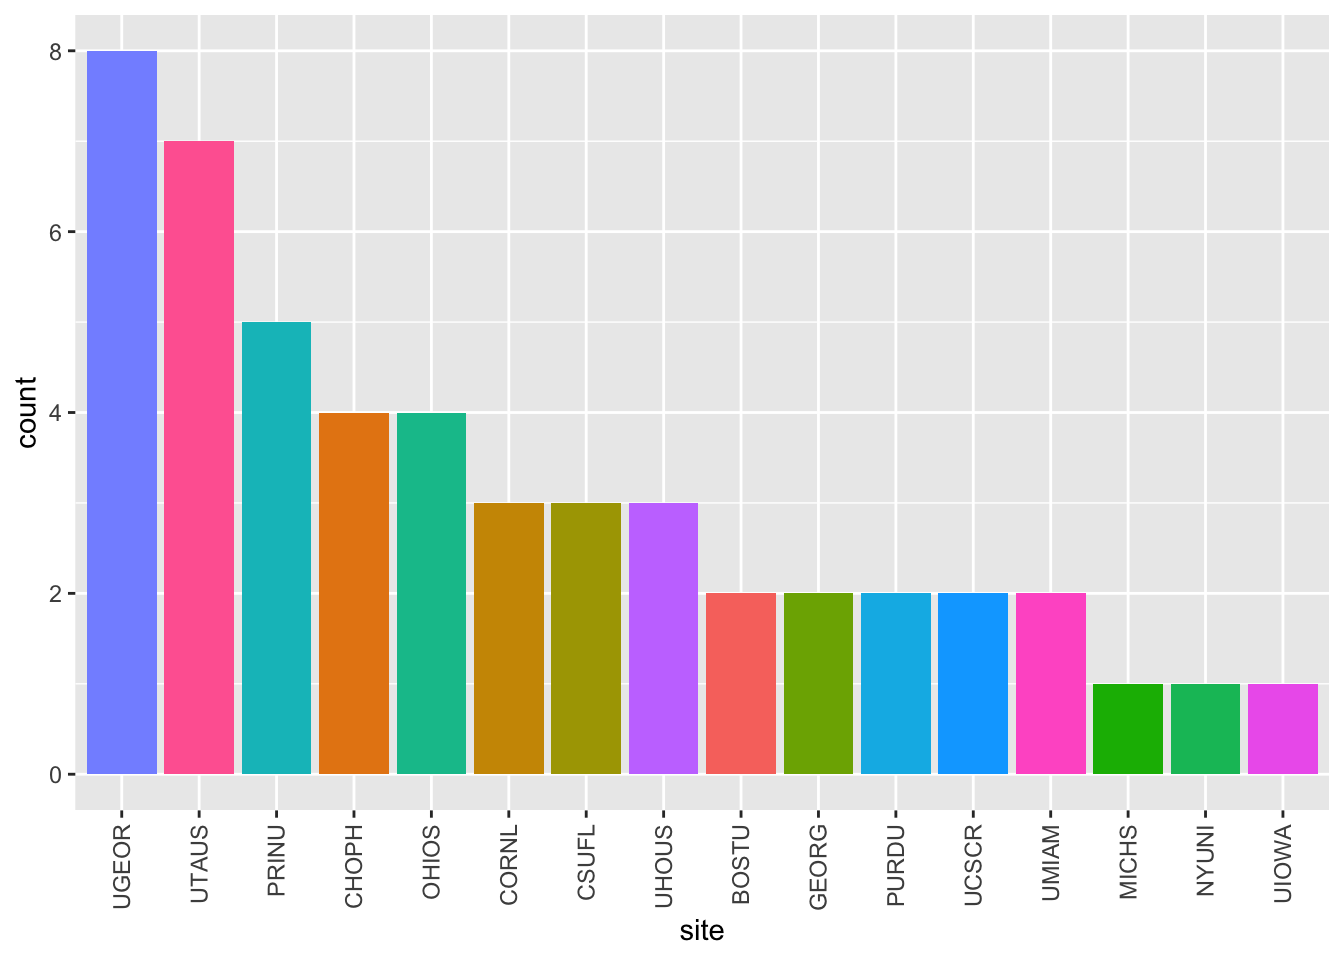 8
6
4
2
0
count
UGEOR
UTAUS
PRINU
CHOPH
OHIOS
CORNL
CSUFL
UHOUS
BOSTU
GEORG
PURDU
UCSCR
UMIAM
MICHS
NYUNI
UIOWA
site